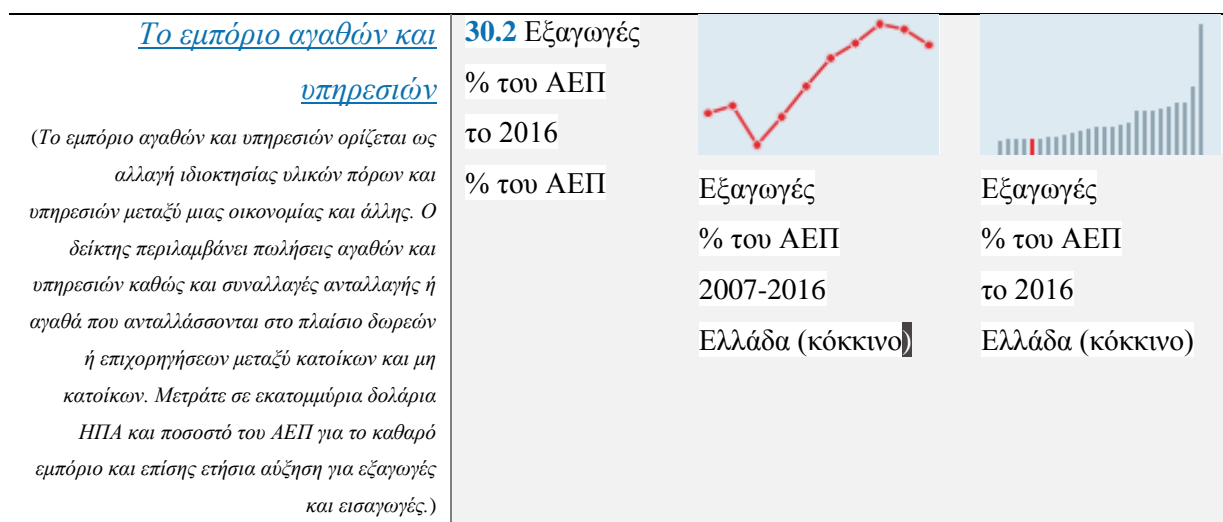 Το εμπόριο αγαθών και
υπηρεσιών
(Το εμπόριο αγαθών και υπηρεσιών ορίζεται ως
αλλαγή ιδιοκτησίας υλικών πόρων και
υπηρεσιών μεταξύ μιας οικονομίας και άλλης. Ο
δείκτης περιλαμβάνει πωλήσεις αγαθών και
υπηρεσιών καθώς και συναλλαγές ανταλλαγής ή
αγαθά που ανταλλάσσονται στο πλαίσιο δωρεών
ή επιχορηγήσεων μεταξύ κατοίκων και μη
κατοίκων. Μετράτε σε εκατομμύρια δολάρια
ΗΠΑ και ποσοστό του ΑΕΠ για το καθαρό
εμπόριο και επίσης ετήσια αύξηση για εξαγωγές
και εισαγωγές.)
30.2 Εξαγωγές
% του ΑΕΠ
το 2016
% του ΑΕΠ
Εξαγωγές
% του ΑΕΠ
2007-2016
Ελλάδα (κόκκινο)
Εξαγωγές
% του ΑΕΠ
το 2016
Ελλάδα (κόκκινο)